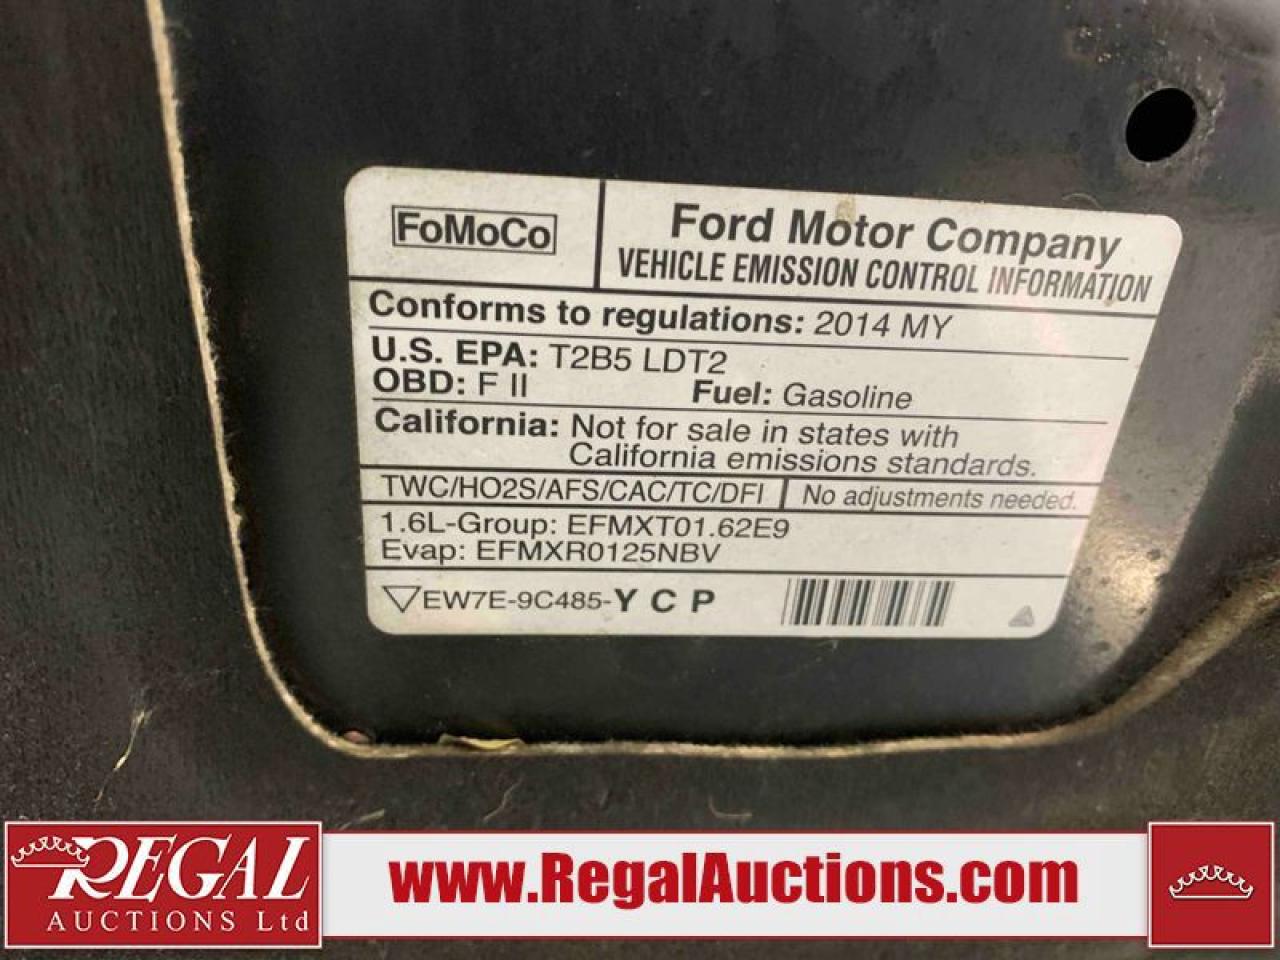 FoMoCo
Ford Motor Company
VEHICLE EMISSION CONTROL INFORMATION
Conforms to regulations: 2014 MY
U.S. EPA: T2B5 LDT2
OBD: F II Fuel: Gasoline
California: Not for sale in states with
California emissions standards.
TWC/HO2S/AFS/CAC/TC/DFI No adjustments needed.
1.6L-Group: EFMXT01.62E9
Evap: EFMXR0125NBV
EW7E-9C485-Y C P
REGAL
AUCTIONS Ltd
www.RegalAuctions.com